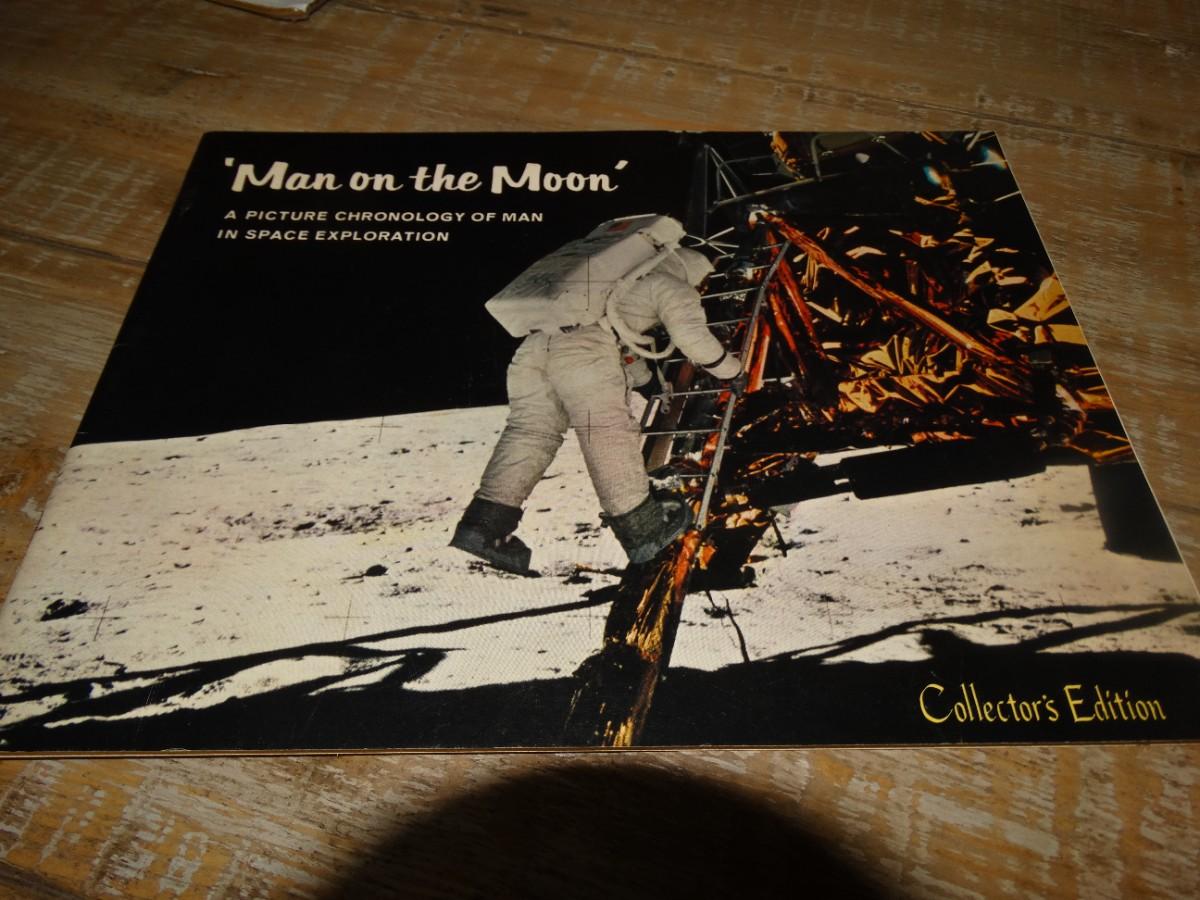 'Man on the Moon'
A PICTURE CHRONOLOGY OF MAN
IN SPACE EXPLORATION
Collector's Edition